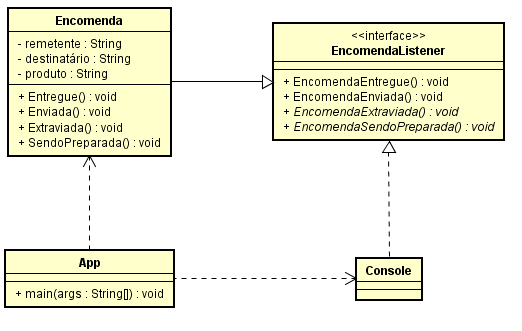 Encomenda
- remetente : String
- destinatário : String
- produto : String
+ Entregue() : void
+ Enviada() : void
+ Extraviada() : void
+ SendoPreparada() : void
<<interface>>
EncomendaListener
+ EncomendaEntregue() : void
+ EncomendaEnviada() : void
+ EncomendaExtraviada() : void
+ EncomendaSendoPreparada() : void
App
+ main(args : String[]) : void
Console